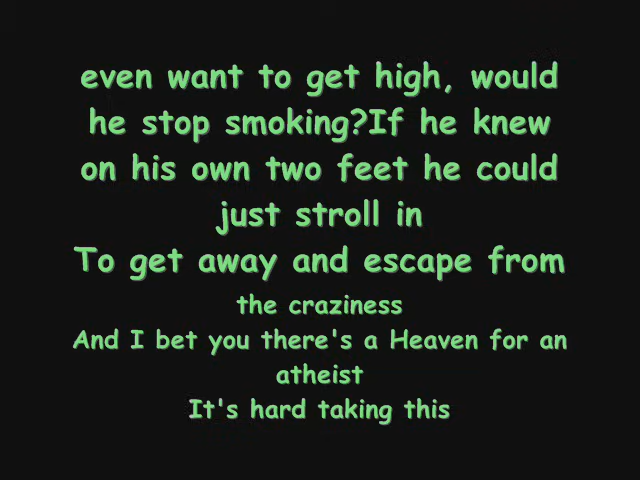 even want to get high, would
he stop smoking?If he knew
on his own two feet he could
just stroll in
To get away and escape from
the craziness
And I bet you there's a Heaven for an
atheist
It's hard taking this